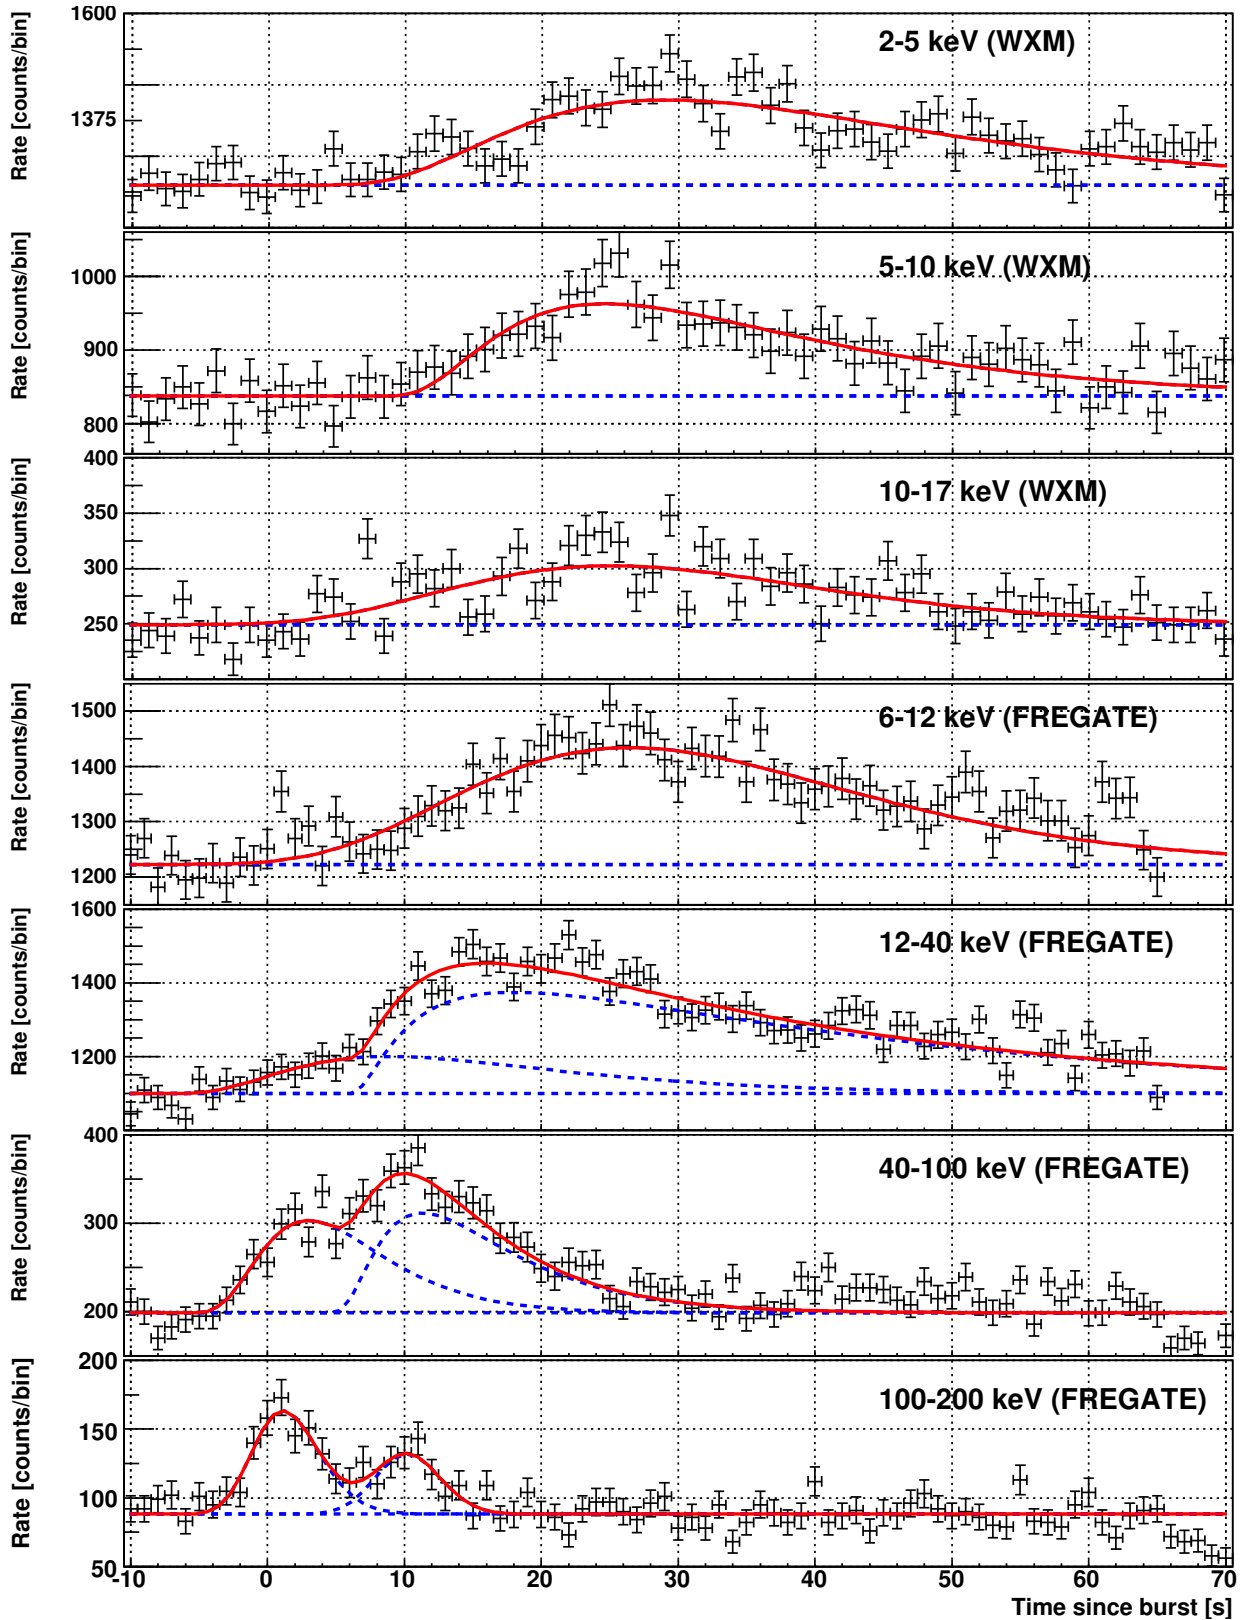 1600
1375
Rate [counts/bin]
2-5 keV (WXM)
1000
900
800
Rate [counts/bin]
5-10 keV (WXM)
400
350
300
250
Rate [counts/bin]
10-17 keV (WXM)
1500
1400
1300
1200
Rate [counts/bin]
6-12 keV (FREGATE)
1600
1400
1200
Rate [counts/bin]
12-40 keV (FREGATE)
400
300
200
Rate [counts/bin]
40-100 keV (FREGATE)
200
150
100
50
Rate [counts/bin]
100-200 keV (FREGATE)
-10 0 10 20 30 40 50 60 70
Time since burst [s]